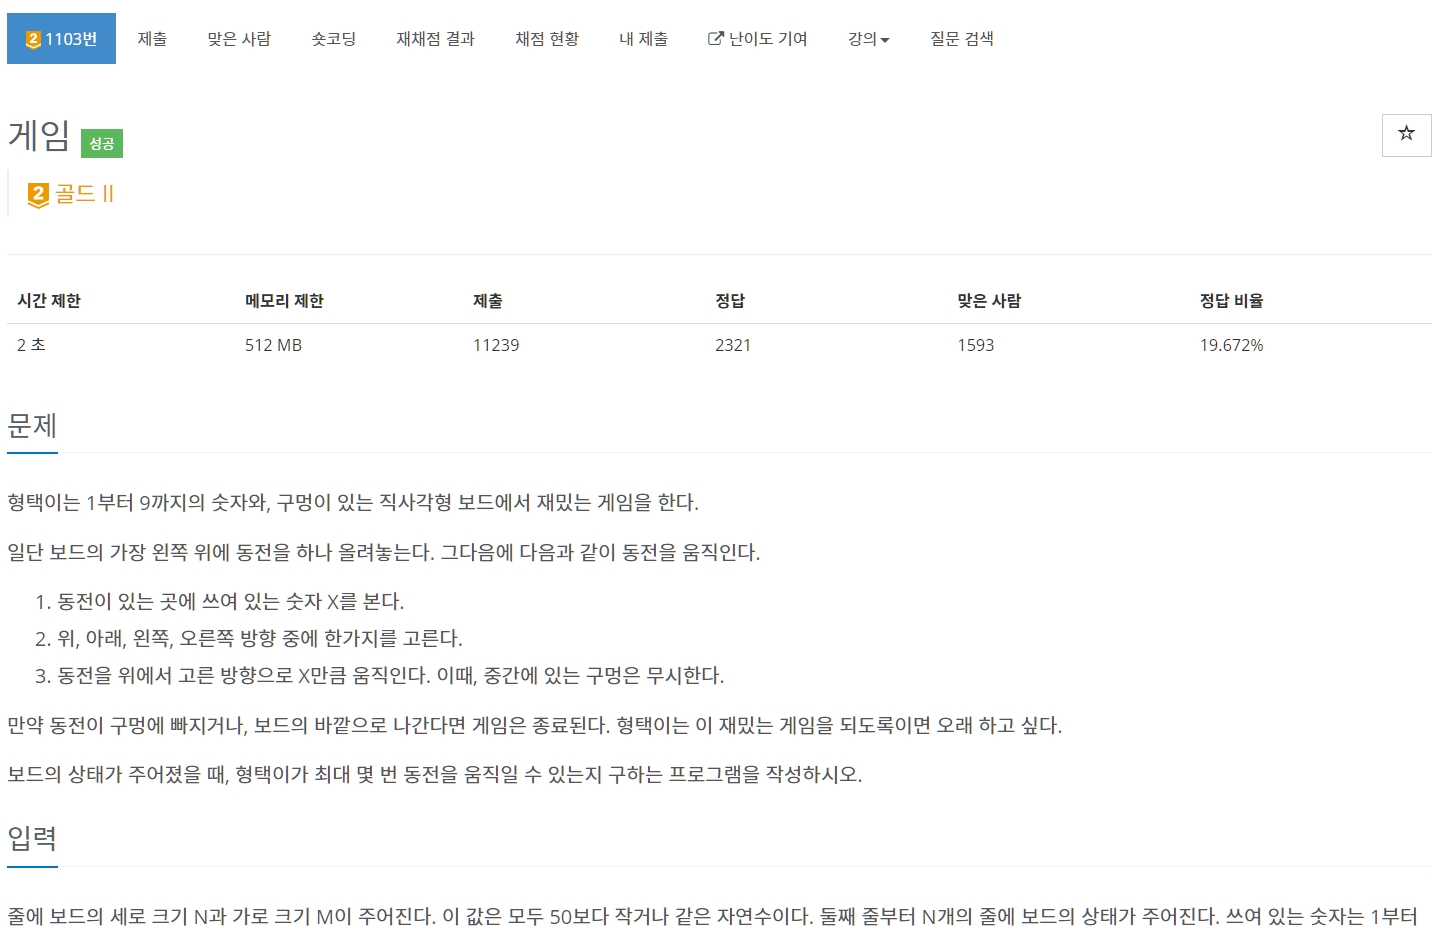 2 1103번 제출 맞은 사람 숏코딩 재채점 결과 채점 현황 내 제출 난이도 기여 강의 질문 검색
게임 성공
2 골드 II
시간 제한 메모리 제한 제출 정답 맞은 사람 정답 비율
2 초 512 MB 11239 2321 1593 19.672%
문제
형택이는 1부터 9까지의 숫자와, 구멍이 있는 직사각형 보드에서 재밌는 게임을 한다.
일단 보드의 가장 왼쪽 위에 동전을 하나 올려놓는다. 그다음에 다음과 같이 동전을 움직인다.
1. 동전이 있는 곳에 쓰여 있는 숫자 X를 본다.
2. 위, 아래, 왼쪽, 오른쪽 방향 중에 한가지를 고른다.
3. 동전을 위에서 고른 방향으로 X만큼 움직인다. 이때, 중간에 있는 구멍은 무시한다.
만약 동전이 구멍에 빠지거나, 보드의 바깥으로 나간다면 게임은 종료된다. 형택이는 이 재밌는 게임을 되도록이면 오래 하고 싶다.
보드의 상태가 주어졌을 때, 형택이가 최대 몇 번 동전을 움직일 수 있는지 구하는 프로그램을 작성하시오.
입력
줄에 보드의 세로 크기 N과 가로 크기 M이 주어진다. 이 값은 모두 50보다 작거나 같은 자연수이다. 둘째 줄부터 N개의 줄에 보드의 상태가 주어진다. 쓰여 있는 숫자는 1부터